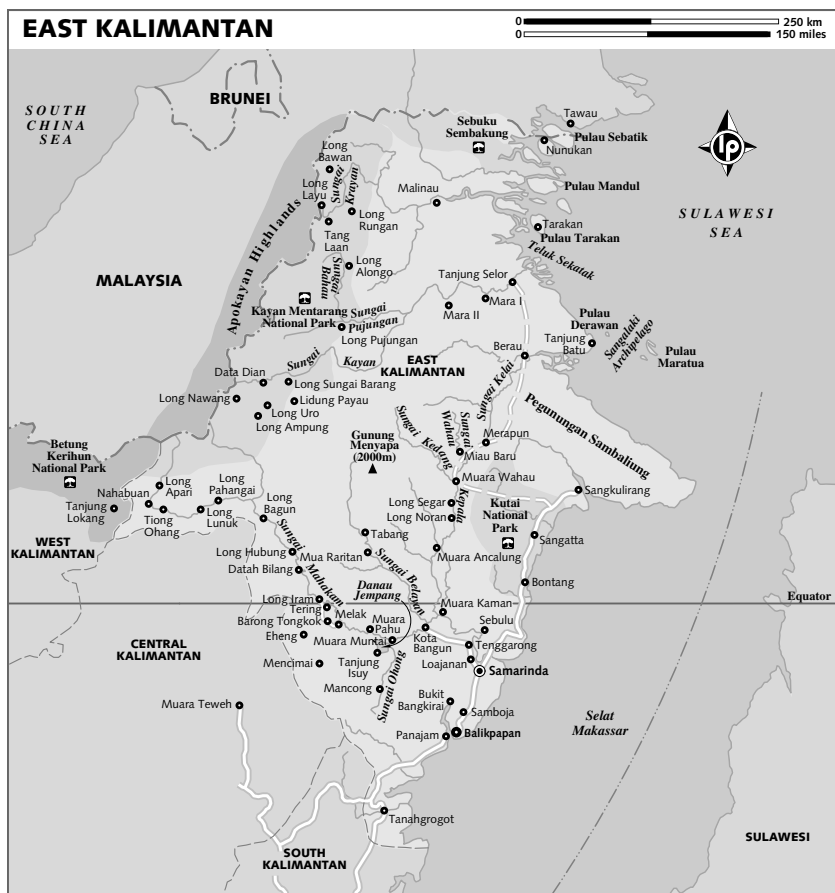 EAST KALIMANTAN
0 250 km
0 150 miles
BRUNEI
SOUTH
CHINA
SEA
Tawau
Sebuku
Sembakung
Pulau Sebatik
Nunukan
lp
Long
Bawan
Long
Layu
Sungai
Krayan
Malinau
Pulau Mandul
Long
Rungan
SULAWESI
SEA
Tarakan
Pulau Tarakan
Tang
Laan
Teluk Sekatak
Apokayan Highlands
Long
Alongo
Sungai
Bahau
Tanjung Selor
MALAYSIA
Mara I
Mara II
Kayan Mentarang
National Park
Sungai
Pujungan
Long Pujungan
Pulau
Derawan
Tanjung
Batu
Sangalaki
Archipelago
Pulau
Maratua
Berau
EAST
KALIMANTAN
Sungai
Kayan
Data Dian
Long Sungai Barang
Sungai Kelai
Long Nawang
Lidung Payau
Long Uro
Long Ampung
Pegunungan Sambaliung
Sungai Kedang
Sungai
Wahau
Kepala
Merapun
Gunung
Menyapa
(2000m)
Miau Baru
Betung
Kerihun
National Park
Muara Wahau
Long
Apari
Long
Pahangai
Nahabuan
Sangkulirang
Tanjung
Lokang
Tiong
Ohang
Long
Lunuk
Long
Bagun
Long Segar
Long Noran
Kutai
National
Park
WEST
KALIMANTAN
Tabang
Sangatta
Sungai
Mahakam
Long Hubung
Mua Raritan
Muara Ancalung
Datah Bilang
Sungai Belayan
Bontang
Danau
Jempang
Equator
Long Iram
Tering
Muara Kaman
Melak
Barong Tongkok
Muara
Pahu
Sebulu
Eheng
Muara Muntai
Kota
Bangun
Tenggarong
CENTRAL
KALIMANTAN
Tanjung
Isuy
Loajanan
Mencimai
Samarinda
Mancong
Sungai Ohong
Bukit
Bangkirai
Muara Teweh
Samboja
Selat
Makassar
Panajam
Balikpapan
Tanahgrogot
SOUTH
KALIMANTAN
SULAWESI